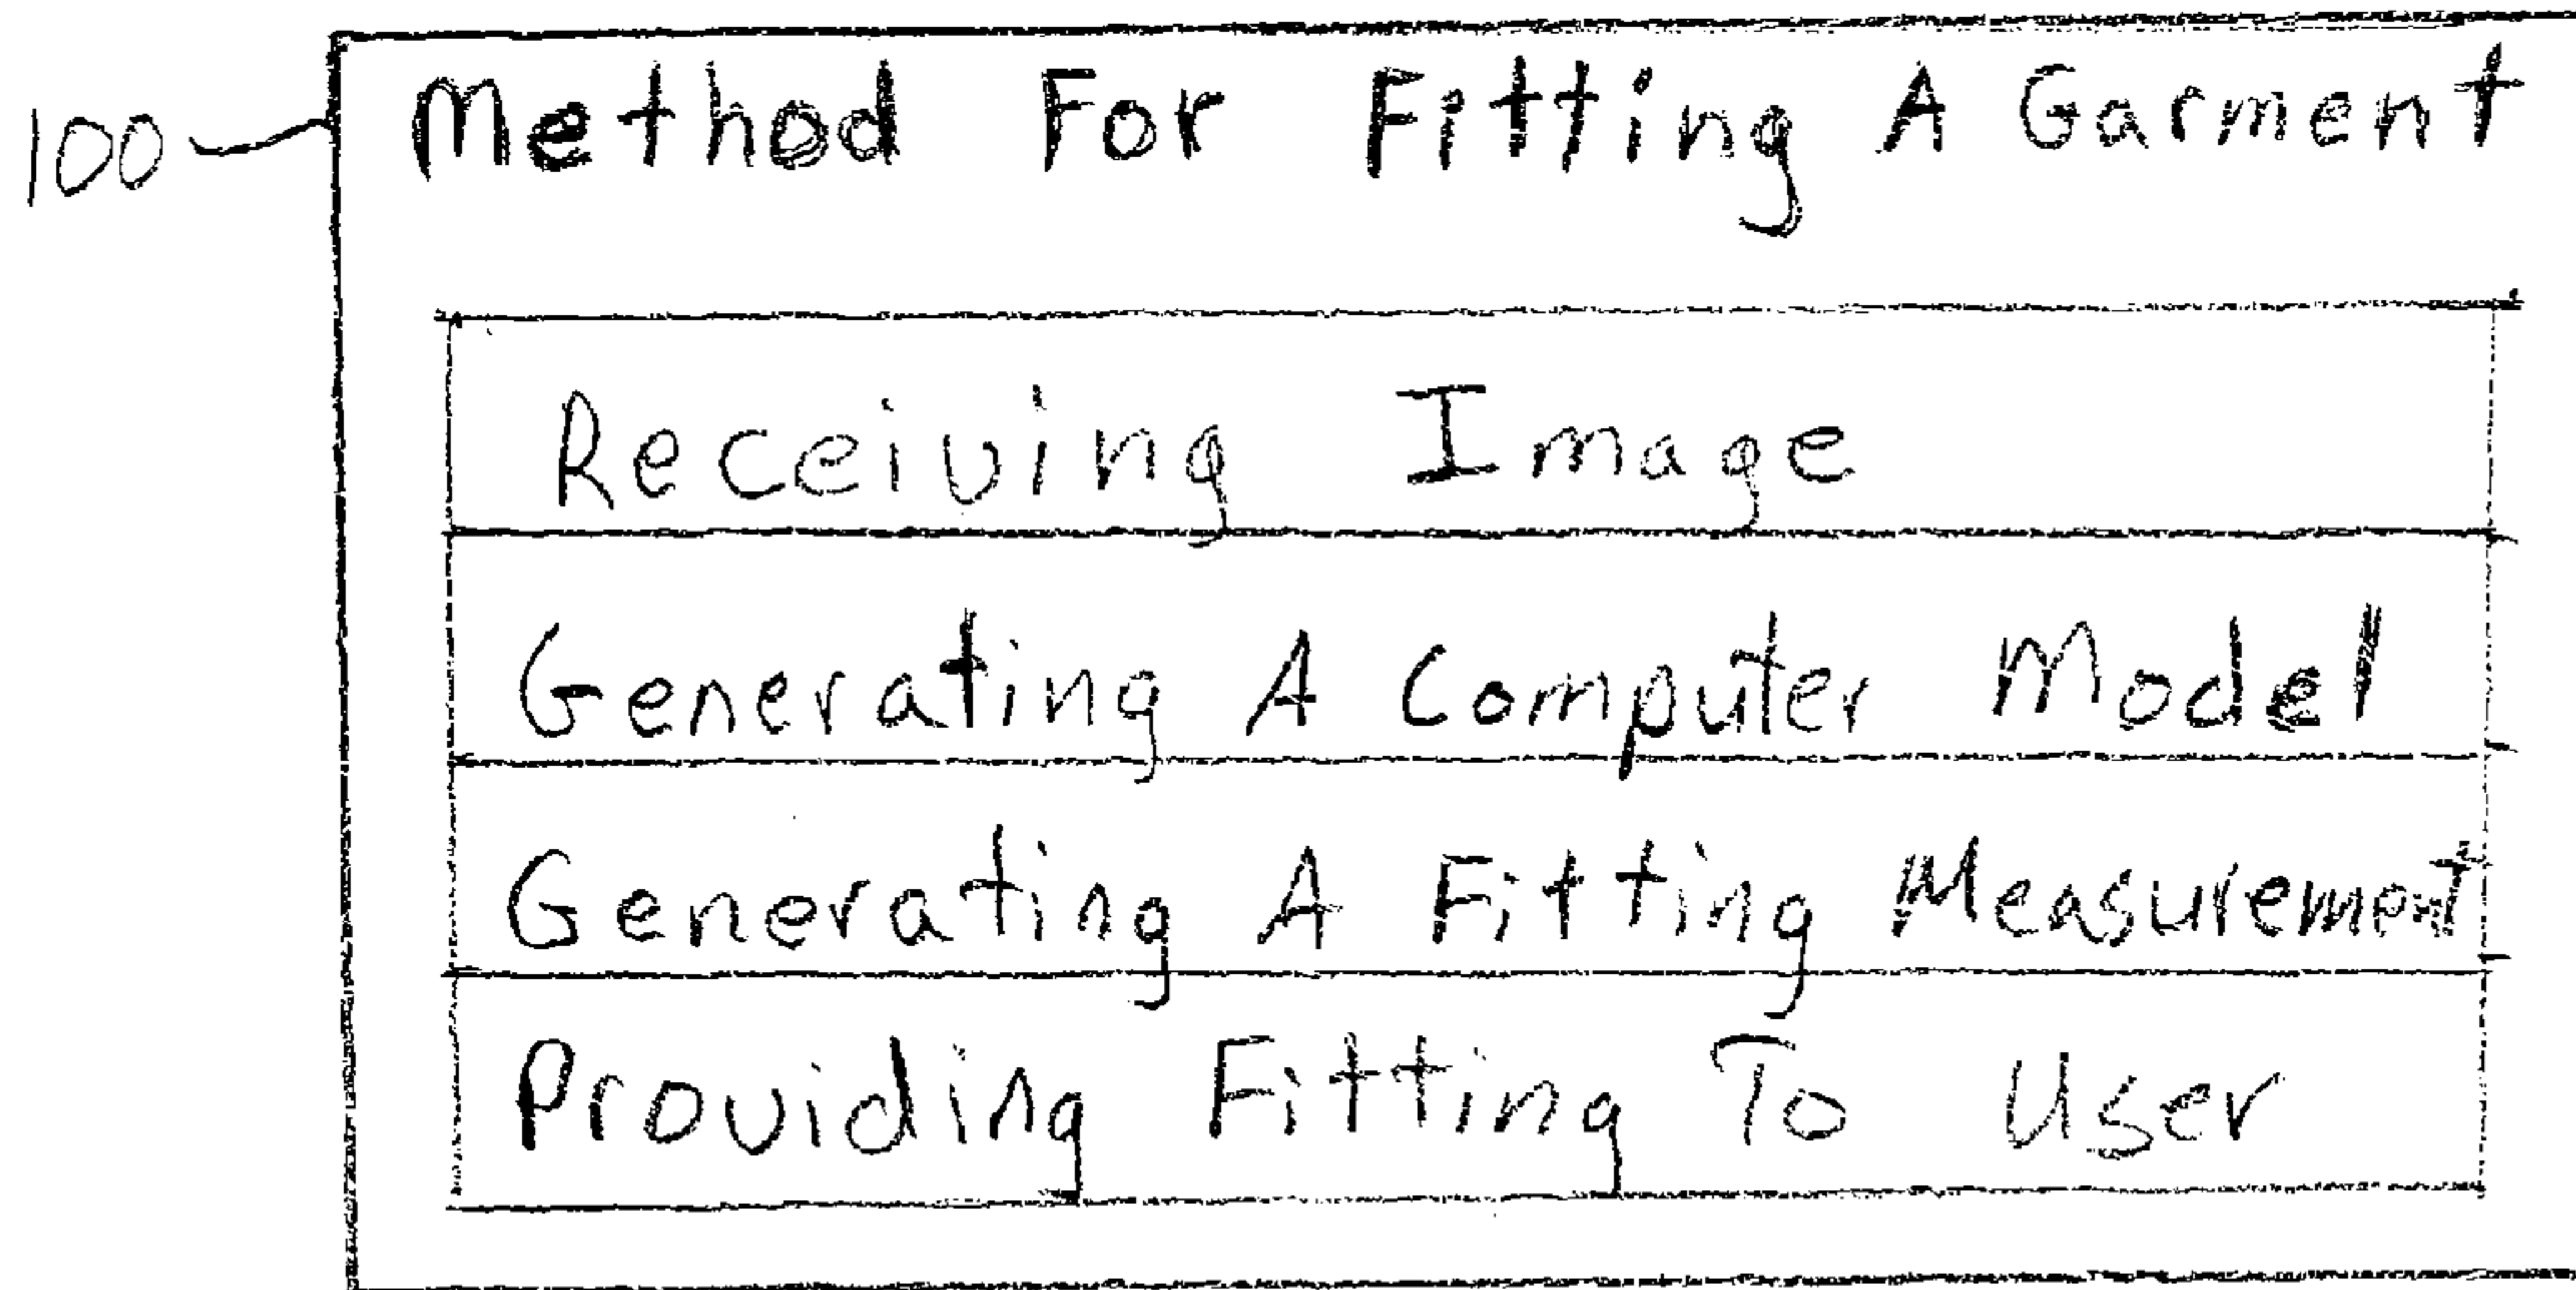 100 Method For Fitting A Garment
Receiving Image
Generating A Computer Model
Generating A Fitting Measurement
Providing Fitting To User